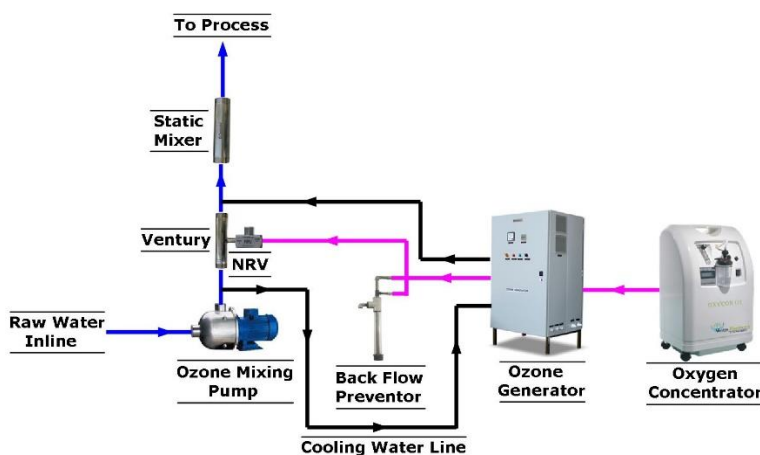 To Process
Static
Mixer
Ventury
NRV
Raw Water
Inline
Ozone Mixing
Pump
Back Flow
Preventor
Ozone
Generator
Oxygen
Concentrator
Cooling Water Line